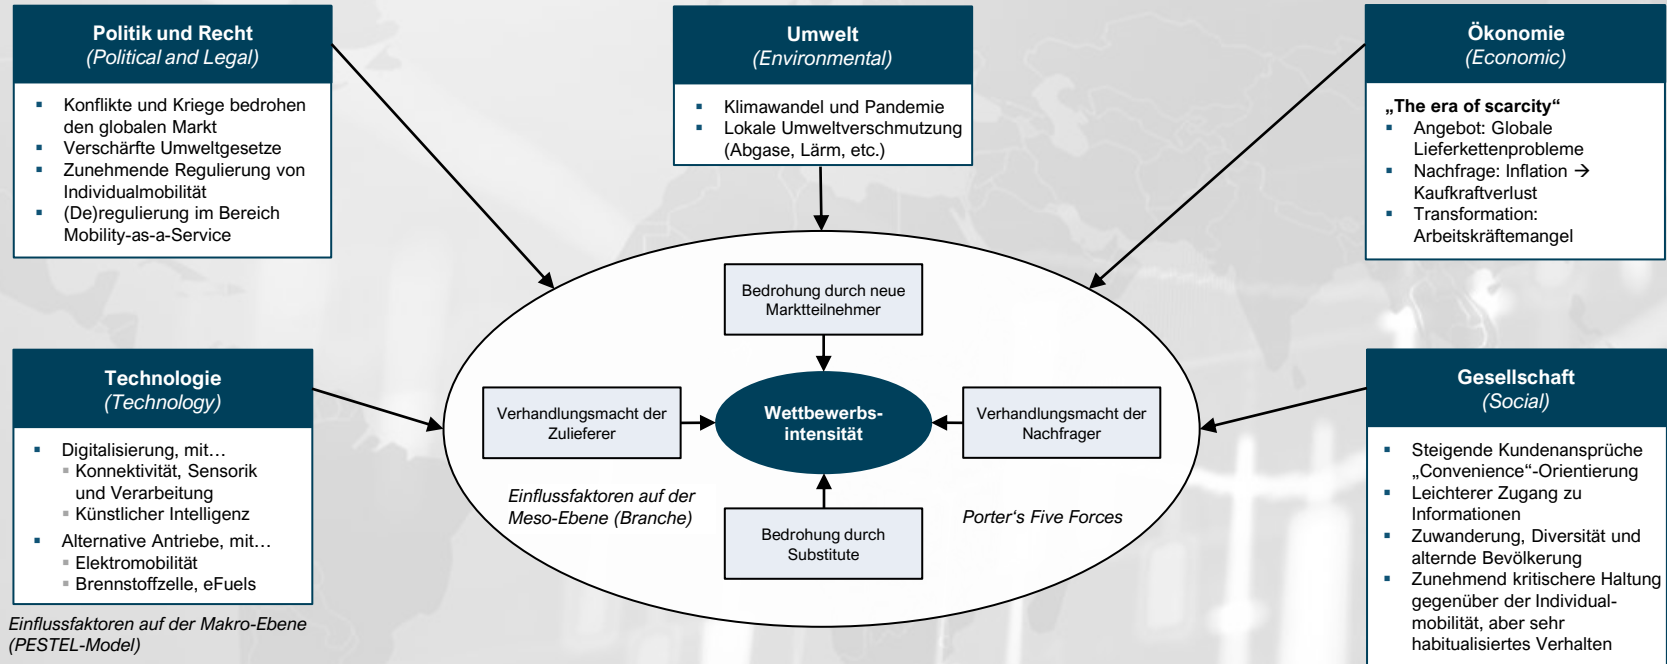 Politik und Recht
(Political and Legal)
▪ Konflikte und Kriege bedrohen
den globalen Markt
▪ Verschärfte Umweltgesetze
▪ Zunehmende Regulierung von
Individualmobilität
▪ (De)regulierung im Bereich
Mobility-as-a-Service
Umwelt
(Environmental)
▪ Klimawandel und Pandemie
▪ Lokale Umweltverschmutzung
(Abgase, Lärm, etc.)
Ökonomie
(Economic)
„The era of scarcity“
▪ Angebot: Globale
Lieferkettenprobleme
▪ Nachfrage: Inflation →
Kaufkraftverlust
▪ Transformation:
Arbeitskräftemangel
Bedrohung durch neue
Marktteilnehmer
Verhandlungsmacht der
Zulieferer
Wettbewerbs-
intensität
Verhandlungsmacht der
Nachfrager
Einflussfaktoren auf der
Meso-Ebene (Branche)
Bedrohung durch
Substitute
Porter‘s Five Forces
Technologie
(Technology)
▪ Digitalisierung, mit…
▪ Konnektivität, Sensorik
und Verarbeitung
▪ Künstlicher Intelligenz
▪ Alternative Antriebe, mit…
▪ Elektromobilität
▪ Brennstoffzelle, eFuels
Einflussfaktoren auf der Makro-Ebene
(PESTEL-Model)
Gesellschaft
(Social)
▪ Steigende Kundenansprüche
„Convenience“-Orientierung
▪ Leichterer Zugang zu
Informationen
▪ Zuwanderung, Diversität und
alternde Bevölkerung
▪ Zunehmend kritischere Haltung
gegenüber der Individual-
mobilität, aber sehr
habitualisiertes Verhalten